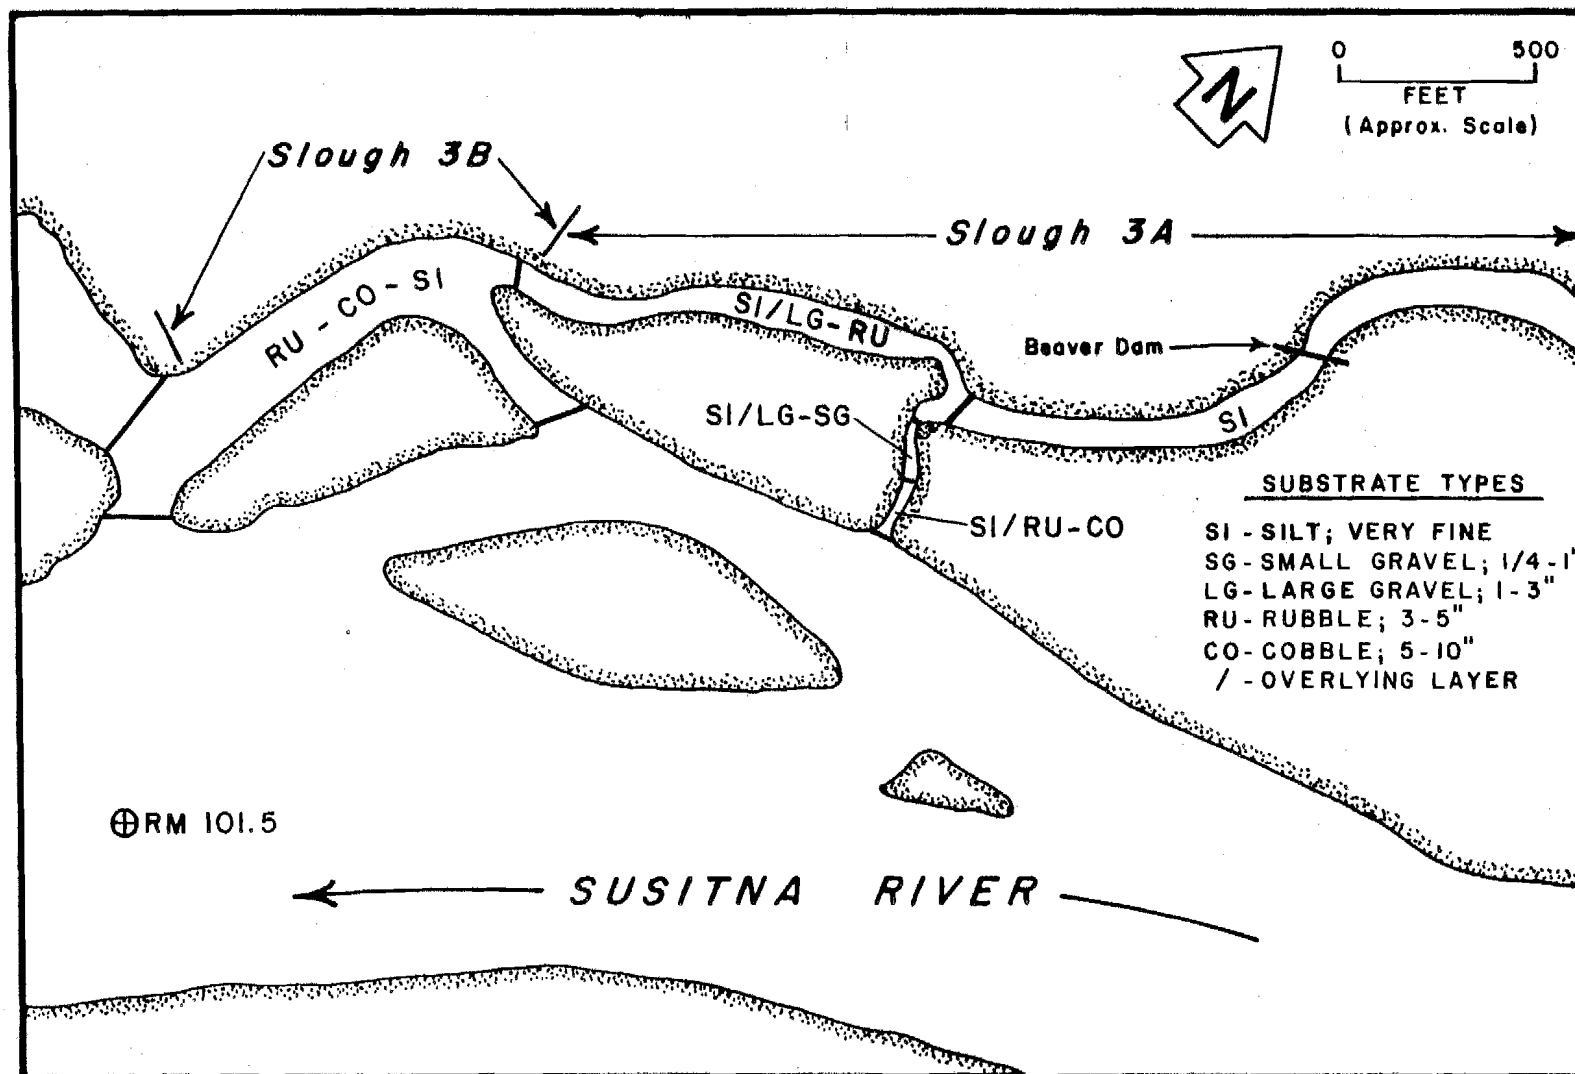 N
0 500
FEET
(Approx. Scale)
Slough 3B
Slough 3A
RU - CO - SI
SI/LG-RU
Beaver Dam
SI/LG-SG
SI
SI/RU-CO
SUBSTRATE TYPES
SI - SILT; VERY FINE
SG- SMALL GRAVEL; 1/4 - 1"
LG- LARGE GRAVEL; 1 - 3"
RU- RUBBLE; 3-5"
CO- COBBLE; 5-10"
/ - OVERLYING LAYER
RM 101.5
SUSITNA RIVER